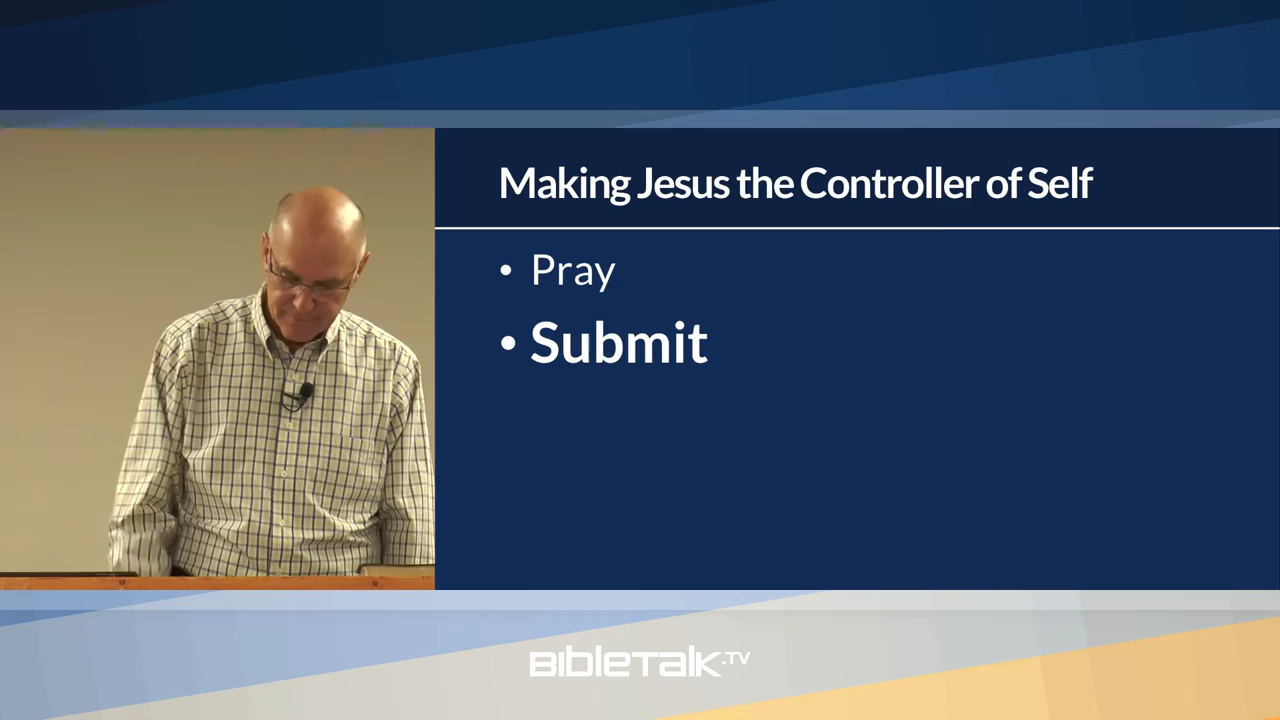 Making Jesus the Controller of Self
• Pray
• Submit
BibleTalk.TV